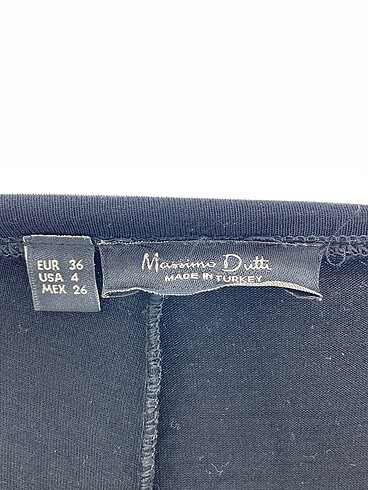 EUR 36
USA 4
MEX 26
Massimo Dutti
MADE IN TURKEY